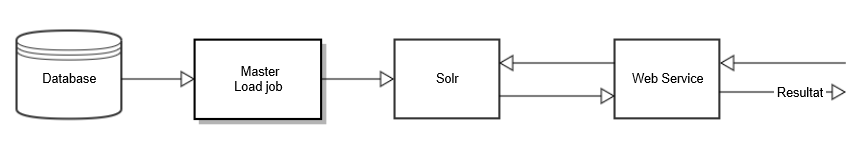 Database
Master
Load job
Solr
Web Service
Resultat